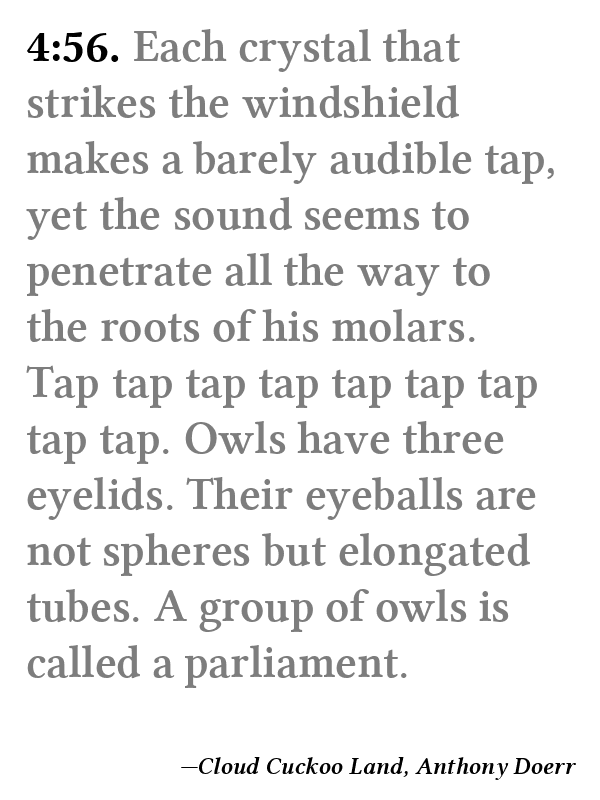 4:56. Each crystal that
strikes the windshield
makes a barely audible tap,
yet the sound seems to
penetrate all the way to
the roots of his molars.
Tap tap tap tap tap tap tap
tap tap. Owls have three
eyelids. Their eyeballs are
not spheres but elongated
tubes. A group of owls is
called a parliament.
—Cloud Cuckoo Land, Anthony Doerr